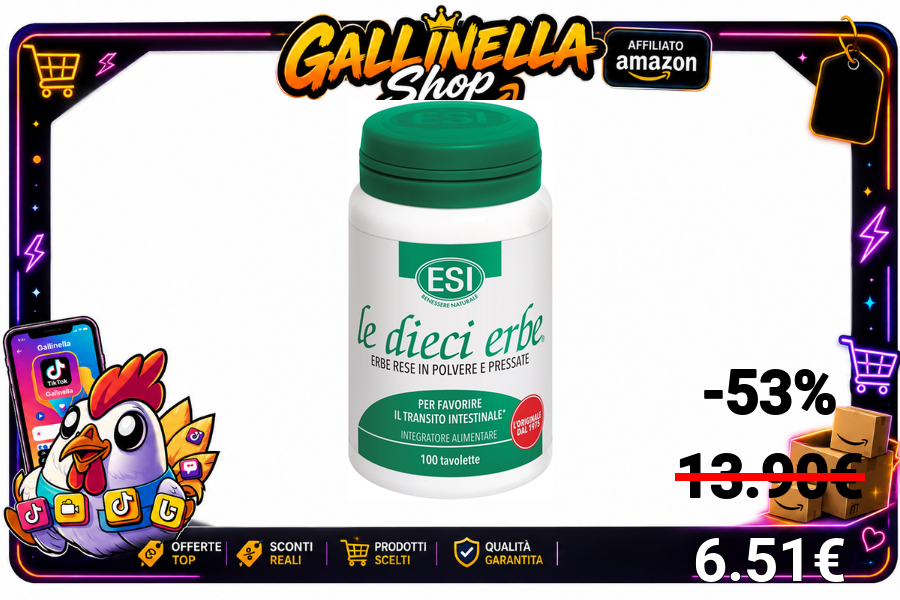 GALLINELLA
Shop
AFFILIATO
amazon
ESI
ESI
BENESSERE NATURALE
le dieci erbe
ERBE RESE IN POLVERE E PRESSATE
PER FAVORIRE
IL TRANSITO INTESTINALE*
INTEGRATORE ALIMENTARE
100 tavolette
L'ORIGINALE
DAL 1975
Gallinella
TikTok
Gallinella
-53%
13.90€
6.51€
OFFERTE
TOP
SCONTI
REALI
PRODOTTI
SCELTI
QUALITÀ
GARANTITA